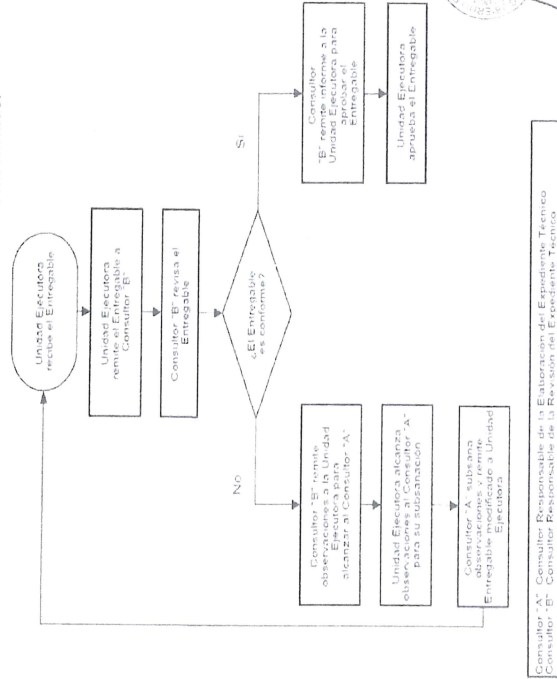 Unidad Ejecutora
recibe el Entregable
Unidad Ejecutora
remite el Entregable a
Consultor "B"
Consultor "B" revisa el
Entregable
¿El Entregable
es conforme?
No
Si
Consultor "B" remite
observaciones a la Unidad
Ejecutora para
alcanzar al Consultor "A"
Unidad Ejecutora alcanza
observaciones al Consultor "A"
para su subsanación
Consultor "A" subsana
observaciones y remite
Entregable modificado a Unidad
Ejecutora
Consultor
"B" remite informe a la
Unidad Ejecutora para
aprobar el
Entregable
Unidad Ejecutora
aprueba el Entregable
Consultor "A" Consultor Responsable de la Elaboración del Expediente Técnico
Consultor "B" Consultor Responsable de la Revisión del Expediente Técnico